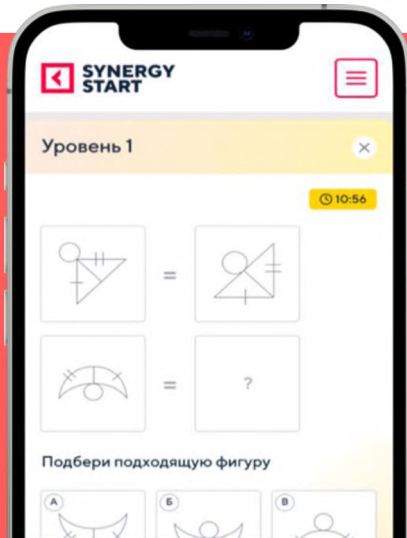 SYNERGY
START
Уровень 1
10:56
=
= ?
Подбери подходящую фигуру
А
Б
В